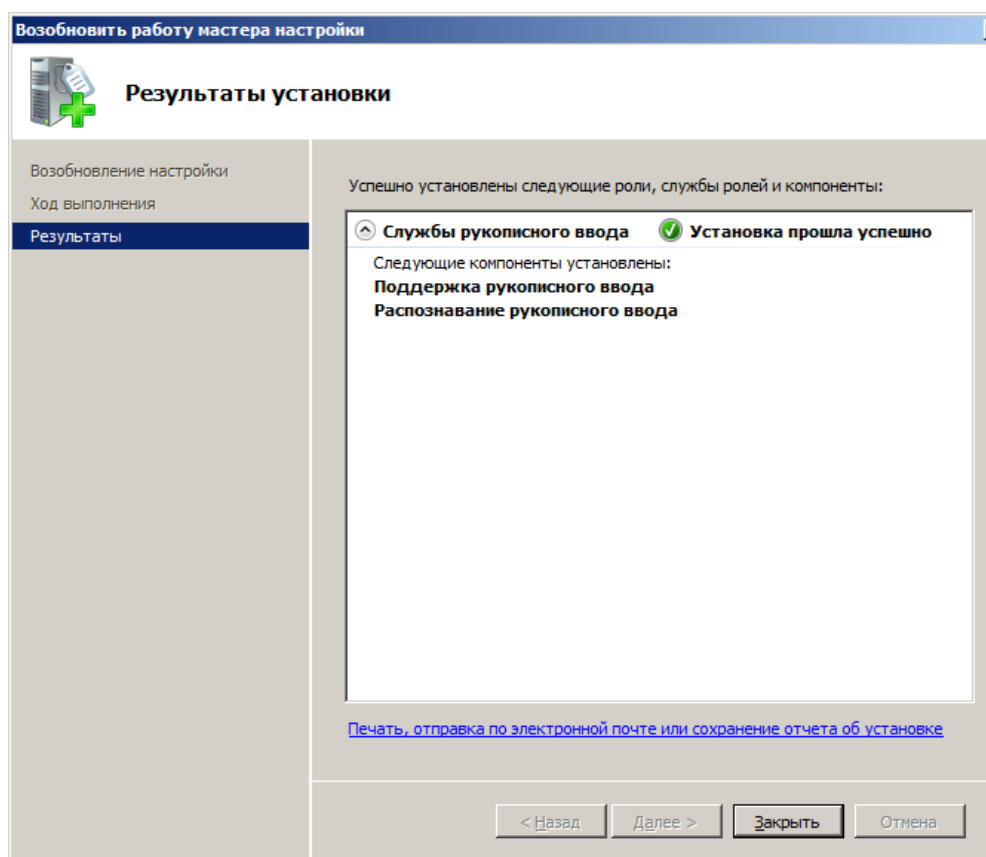 Возобновить работу мастера настройки
Результаты установки
Возобновление настройки
Ход выполнения
Результаты
Успешно установлены следующие роли, службы ролей и компоненты:
Службы рукописного ввода Установка прошла успешно
Следующие компоненты установлены:
Поддержка рукописного ввода
Распознавание рукописного ввода
Печать, отправка по электронной почте или сохранение отчета об установке
< Назад Далее > Закрыть Отмена